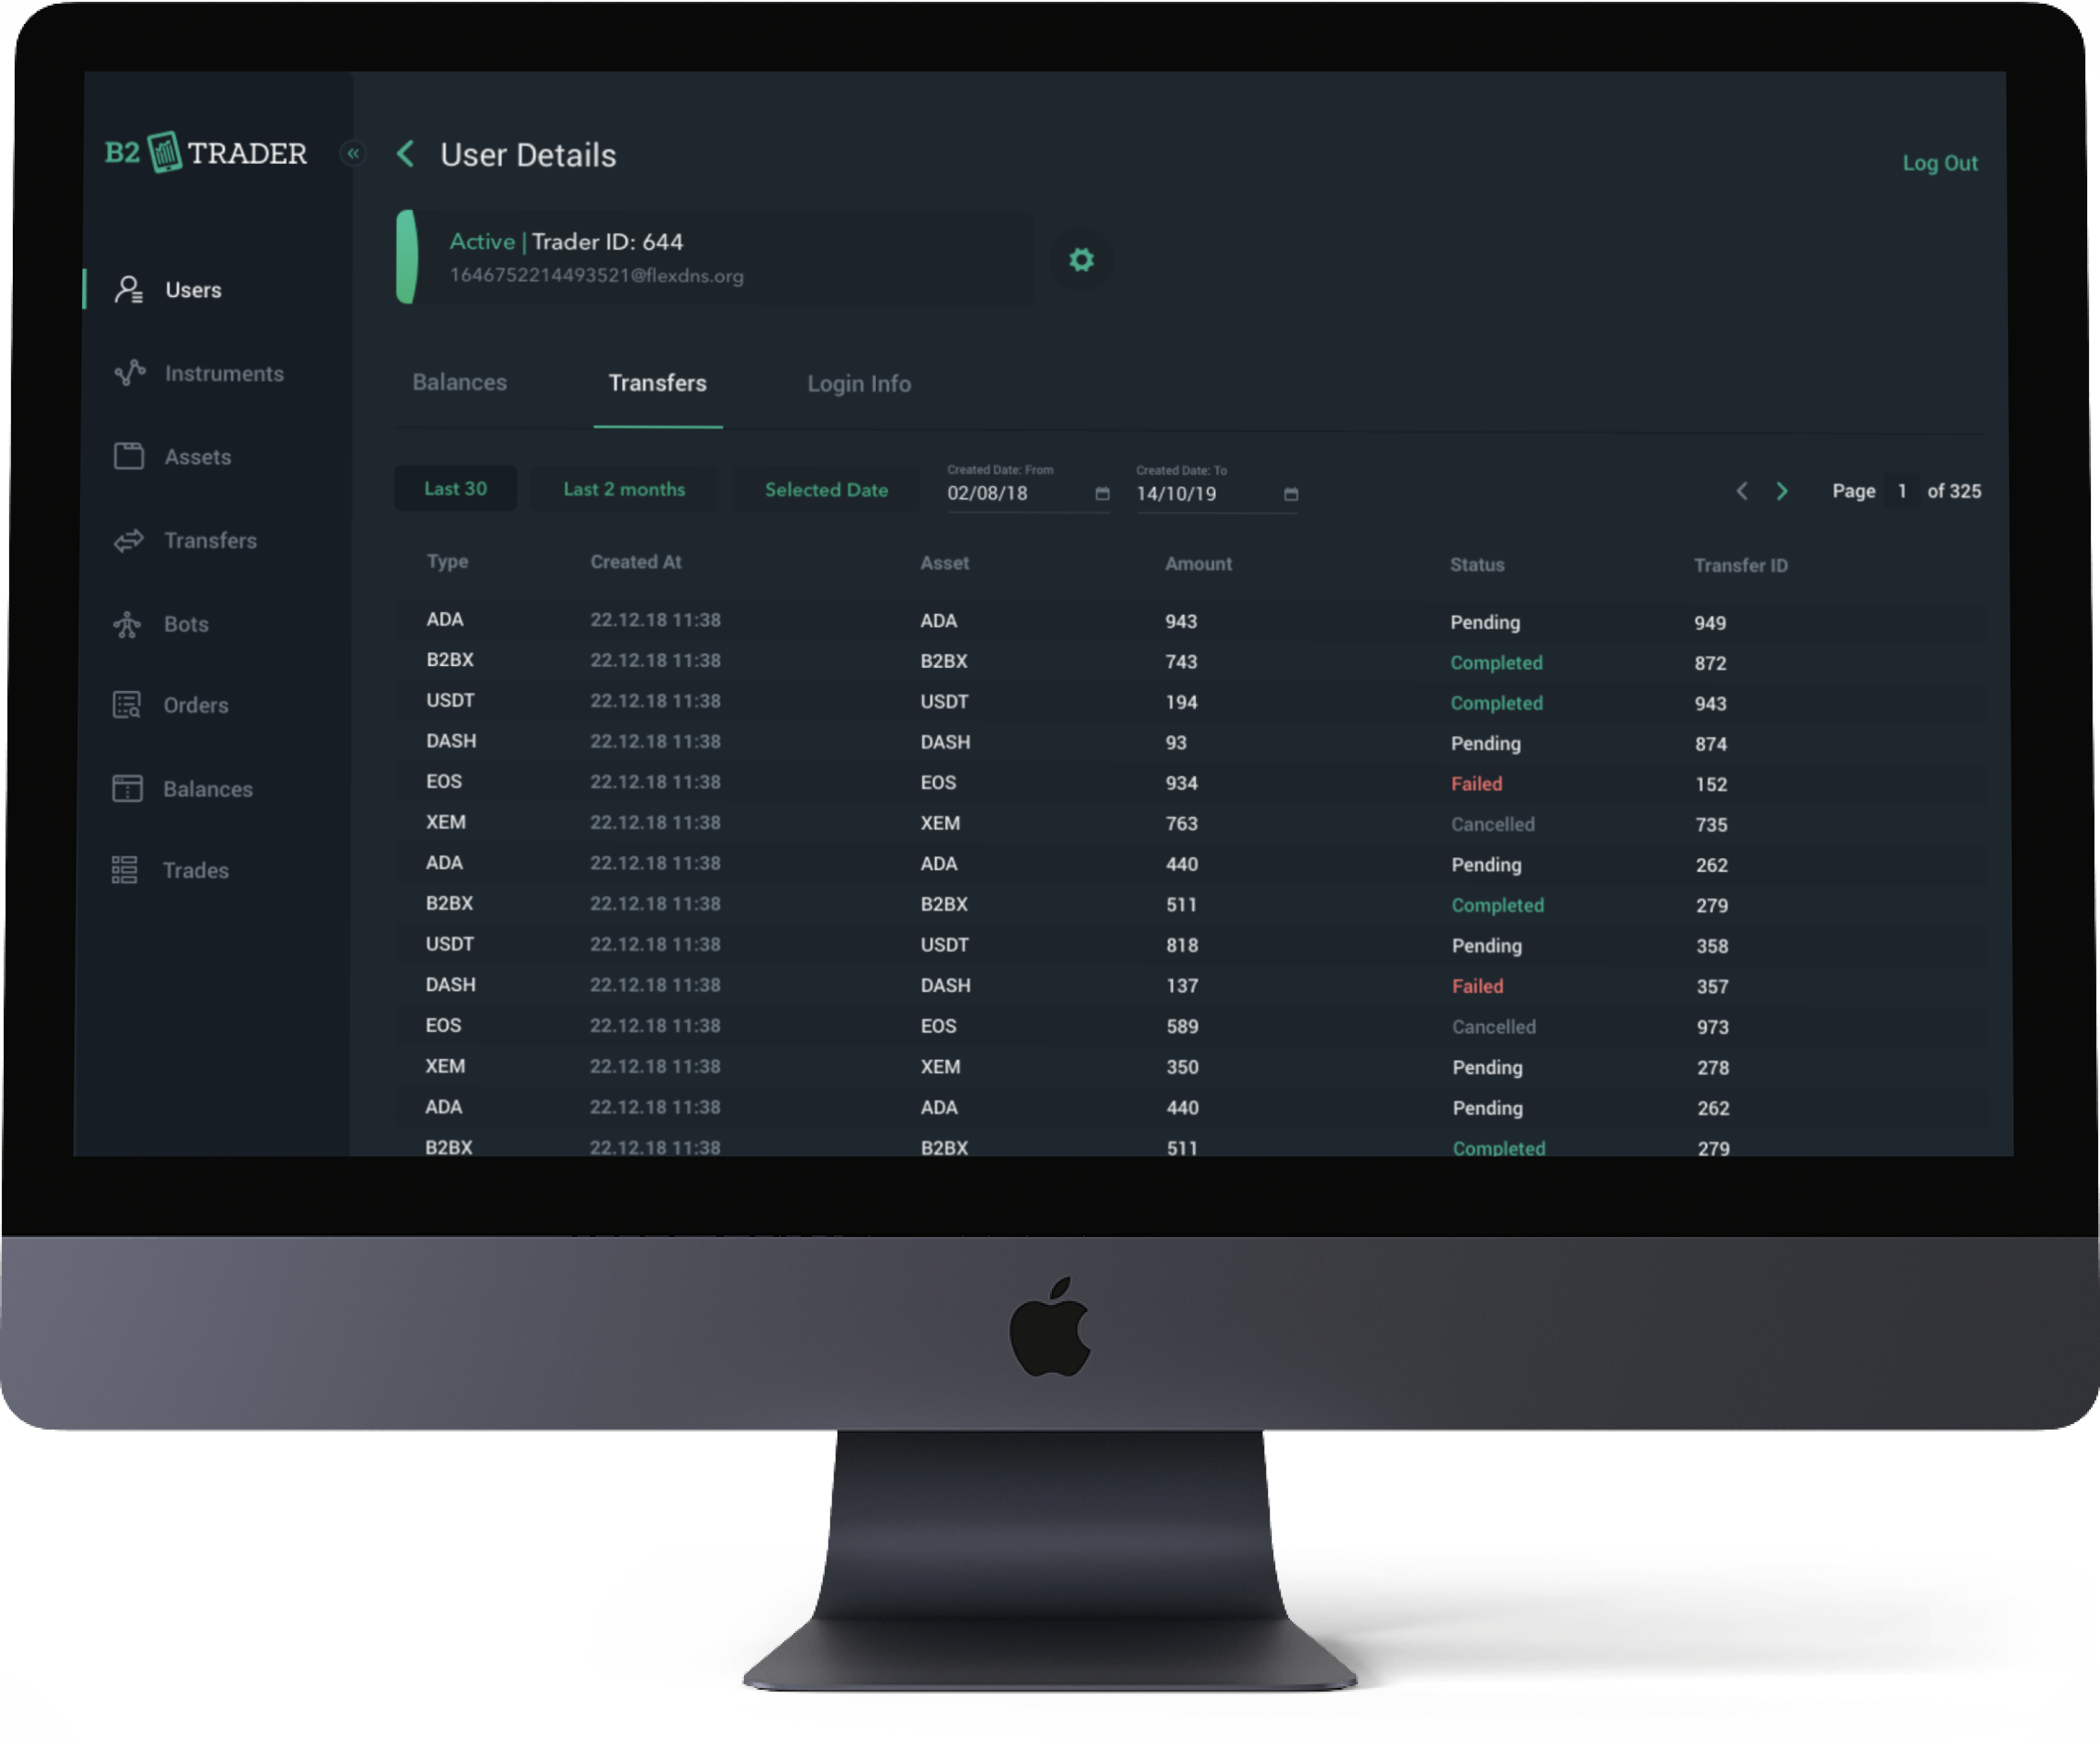 B2 TRADER
«
User Details
Log Out
Active | Trader ID: 644
1646752214493521@flexdns.org
Users
Instruments
Assets
Transfers
Bots
Orders
Balances
Trades
Balances Transfers Login Info
Last 30 Last 2 months Selected Date
Created Date: From
02/08/18
Created Date: To
14/10/19
Page 1 of 325
Type Created At Asset Amount Status Transfer ID
ADA 22.12.18 11:38 ADA 943 Pending 949
B2BX 22.12.18 11:38 B2BX 743 Completed 872
USDT 22.12.18 11:38 USDT 194 Completed 943
DASH 22.12.18 11:38 DASH 93 Pending 874
EOS 22.12.18 11:38 EOS 934 Failed 152
XEM 22.12.18 11:38 XEM 763 Cancelled 735
ADA 22.12.18 11:38 ADA 440 Pending 262
B2BX 22.12.18 11:38 B2BX 511 Completed 279
USDT 22.12.18 11:38 USDT 818 Pending 358
DASH 22.12.18 11:38 DASH 137 Failed 357
EOS 22.12.18 11:38 EOS 589 Cancelled 973
XEM 22.12.18 11:38 XEM 350 Pending 278
ADA 22.12.18 11:38 ADA 440 Pending 262
B2BX 22.12.18 11:38 B2BX 511 Completed 279